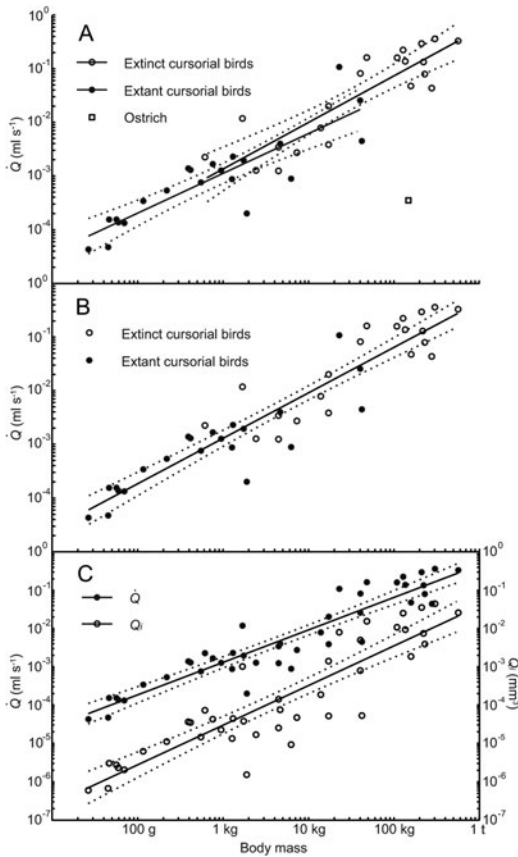 A
Extinct cursorial birds
Extant cursorial birds
Ostrich
Q̇ (ml s⁻¹)
10⁰
10⁻¹
10⁻²
10⁻³
10⁻⁴
10⁰
B
Extinct cursorial birds
Extant cursorial birds
Q̇ (ml s⁻¹)
10⁻¹
10⁻²
10⁻³
10⁻⁴
10⁰
C
Q̇
Qᵢ
Q̇ (ml s⁻¹)
10⁻¹
10⁻²
10⁻³
10⁻⁴
10⁻⁵
10⁻⁶
10⁻⁷
10⁰
10⁻¹
10⁻²
10⁻³
10⁻⁴
10⁻⁵
10⁻⁶
10⁻⁷
Qᵢ (mm³)
100 g 1 kg 10 kg 100 kg 1 t
Body mass